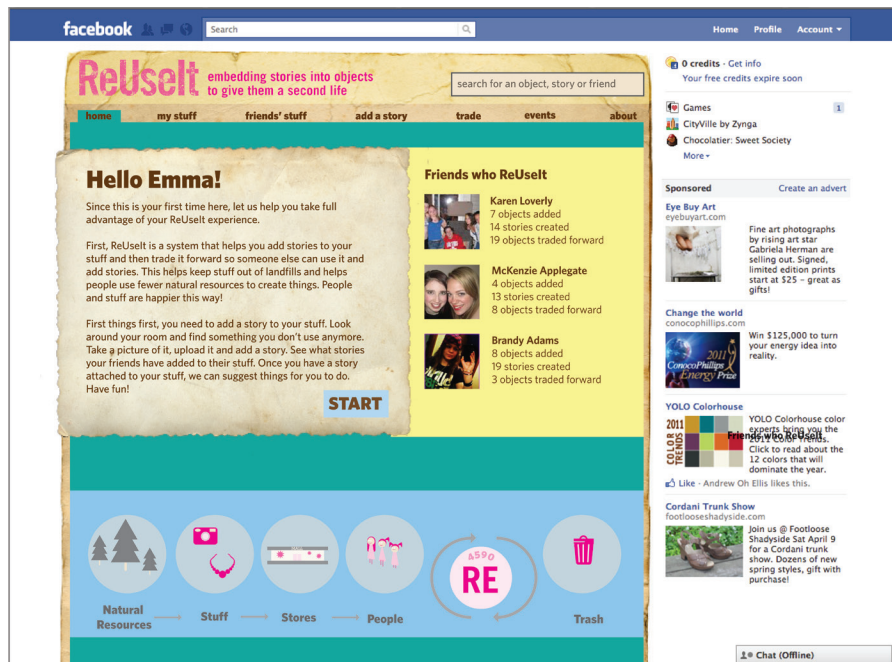 facebook
Search
Home Profile Account
ReUseIt
embedding stories into objects
to give them a second life
search for an object, story or friend
home my stuff friends' stuff add a story trade events about
Hello Emma!
Since this is your first time here, let us help you take full
advantage of your ReUseIt experience.
First, ReUseIt is a system that helps you add stories to your
stuff and then trade it forward so someone else can use it and
add stories. This helps keep stuff out of landfills and helps
people use fewer natural resources to create things. People
and stuff are happier this way!
First things first, you need to add a story to your stuff. Look
around your room and find something you don't use anymore.
Take a picture of it, upload it and add a story. See what stories
your friends have added to their stuff. Once you have a story
attached to your stuff, we can suggest things for you to do.
Have fun!
START
Friends who ReUseIt
Karen Loverly
7 objects added
14 stories created
19 objects traded forward
McKenzie Applegate
4 objects added
13 stories created
8 objects traded forward
Brandy Adams
8 objects added
19 stories created
3 objects traded forward
Natural
Resources
Stuff
Stores
People
4590
RE
Trash
0 credits · Get info
Your free credits expire soon
Games 1
CityVille by Zynga
Chocolatier: Sweet Society
More
Sponsored Create an advert
Eye Buy Art
eyebuyart.com
Fine art photographs
by rising art star
Gabriela Herman are
selling out. Signed,
limited edition prints
start at $25 – great as
gifts!
Change the world
conocophillips.com
2011
ConocoPhillips
Energy Prize
Win $125,000 to turn
your energy idea into
reality.
YOLO Colorhouse
2011
COLOR
TRENDS
YOLO Colorhouse color
experts bring you the
2011 Color Trends.
Click to read about the
12 colors that will
dominate the year.
Friends who ReUseIt
Like · Andrew Oh Ellis likes this.
Cordani Trunk Show
footlooseshadyside.com
Join us @ Footloose
Shadyside Sat April 9
for a Cordani trunk
show. Dozens of new
spring styles, gift with
purchase!
Chat (Offline)